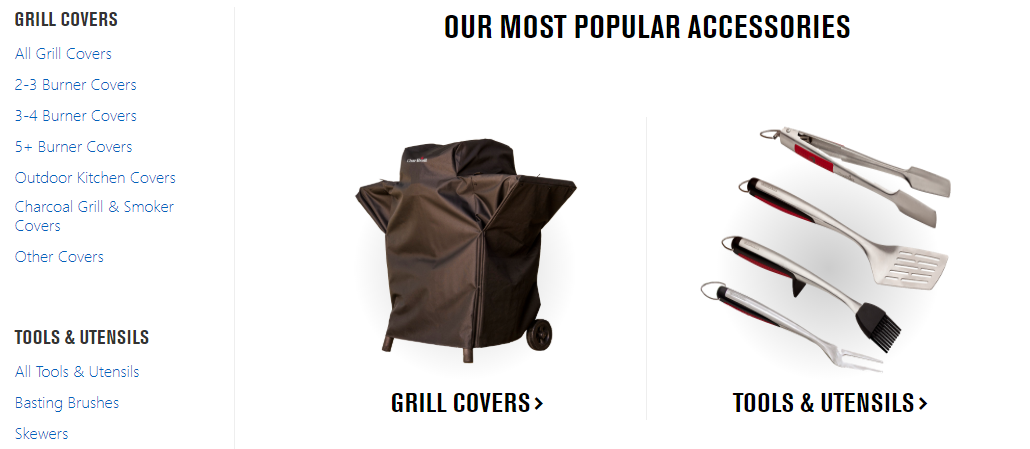 GRILL COVERS
All Grill Covers
2-3 Burner Covers
3-4 Burner Covers
5+ Burner Covers
Outdoor Kitchen Covers
Charcoal Grill & Smoker
Covers
Other Covers
TOOLS & UTENSILS
All Tools & Utensils
Basting Brushes
Skewers
OUR MOST POPULAR ACCESSORIES
GRILL COVERS >
TOOLS & UTENSILS >